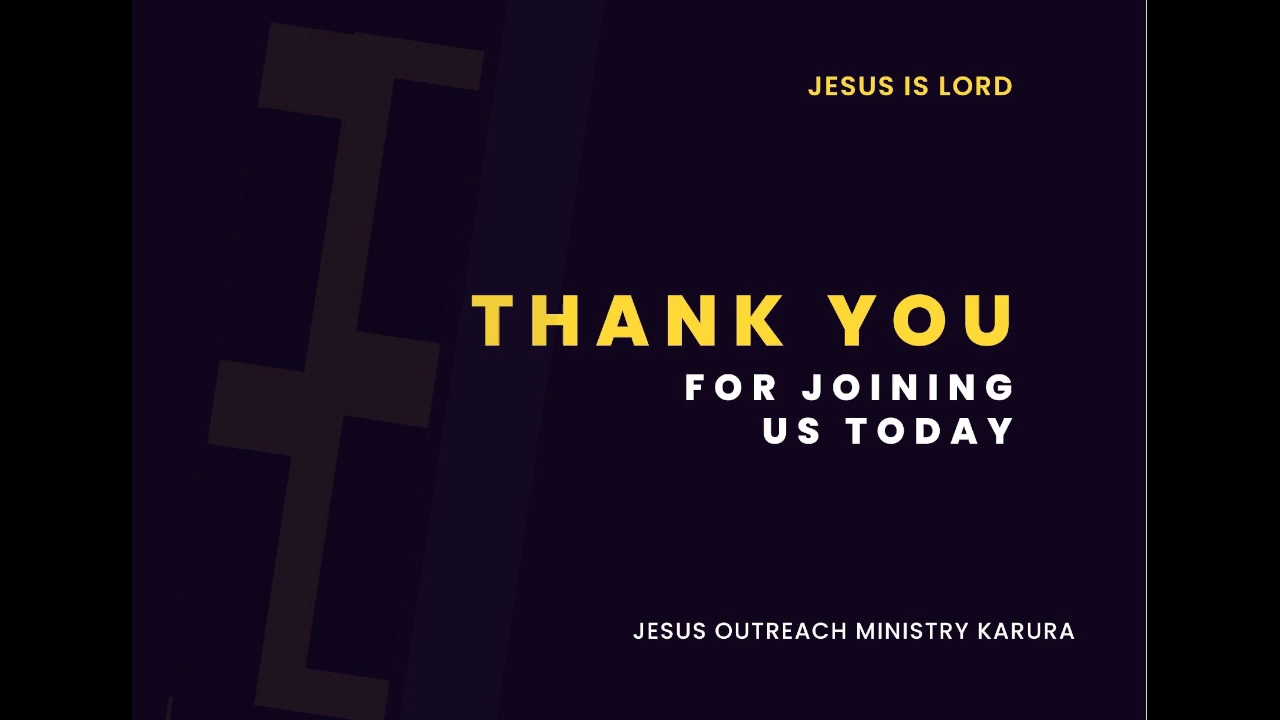 JESUS IS LORD
THANK YOU
FOR JOINING
US TODAY
JESUS OUTREACH MINISTRY KARURA